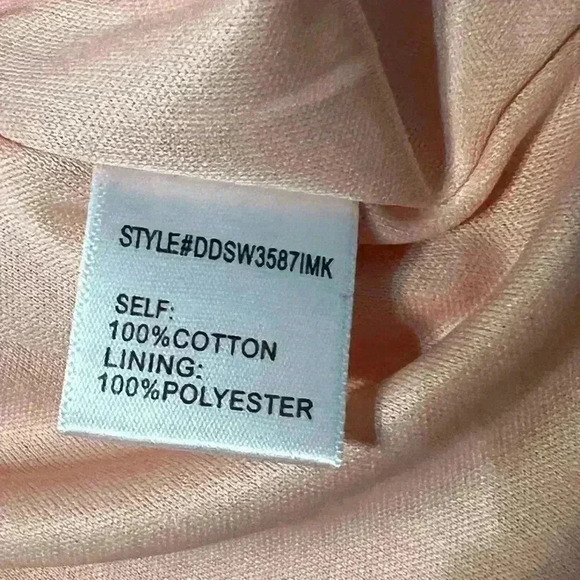 STYLE#DDSW3587IMK
SELF:
100%COTTON
LINING:
100%POLYESTER